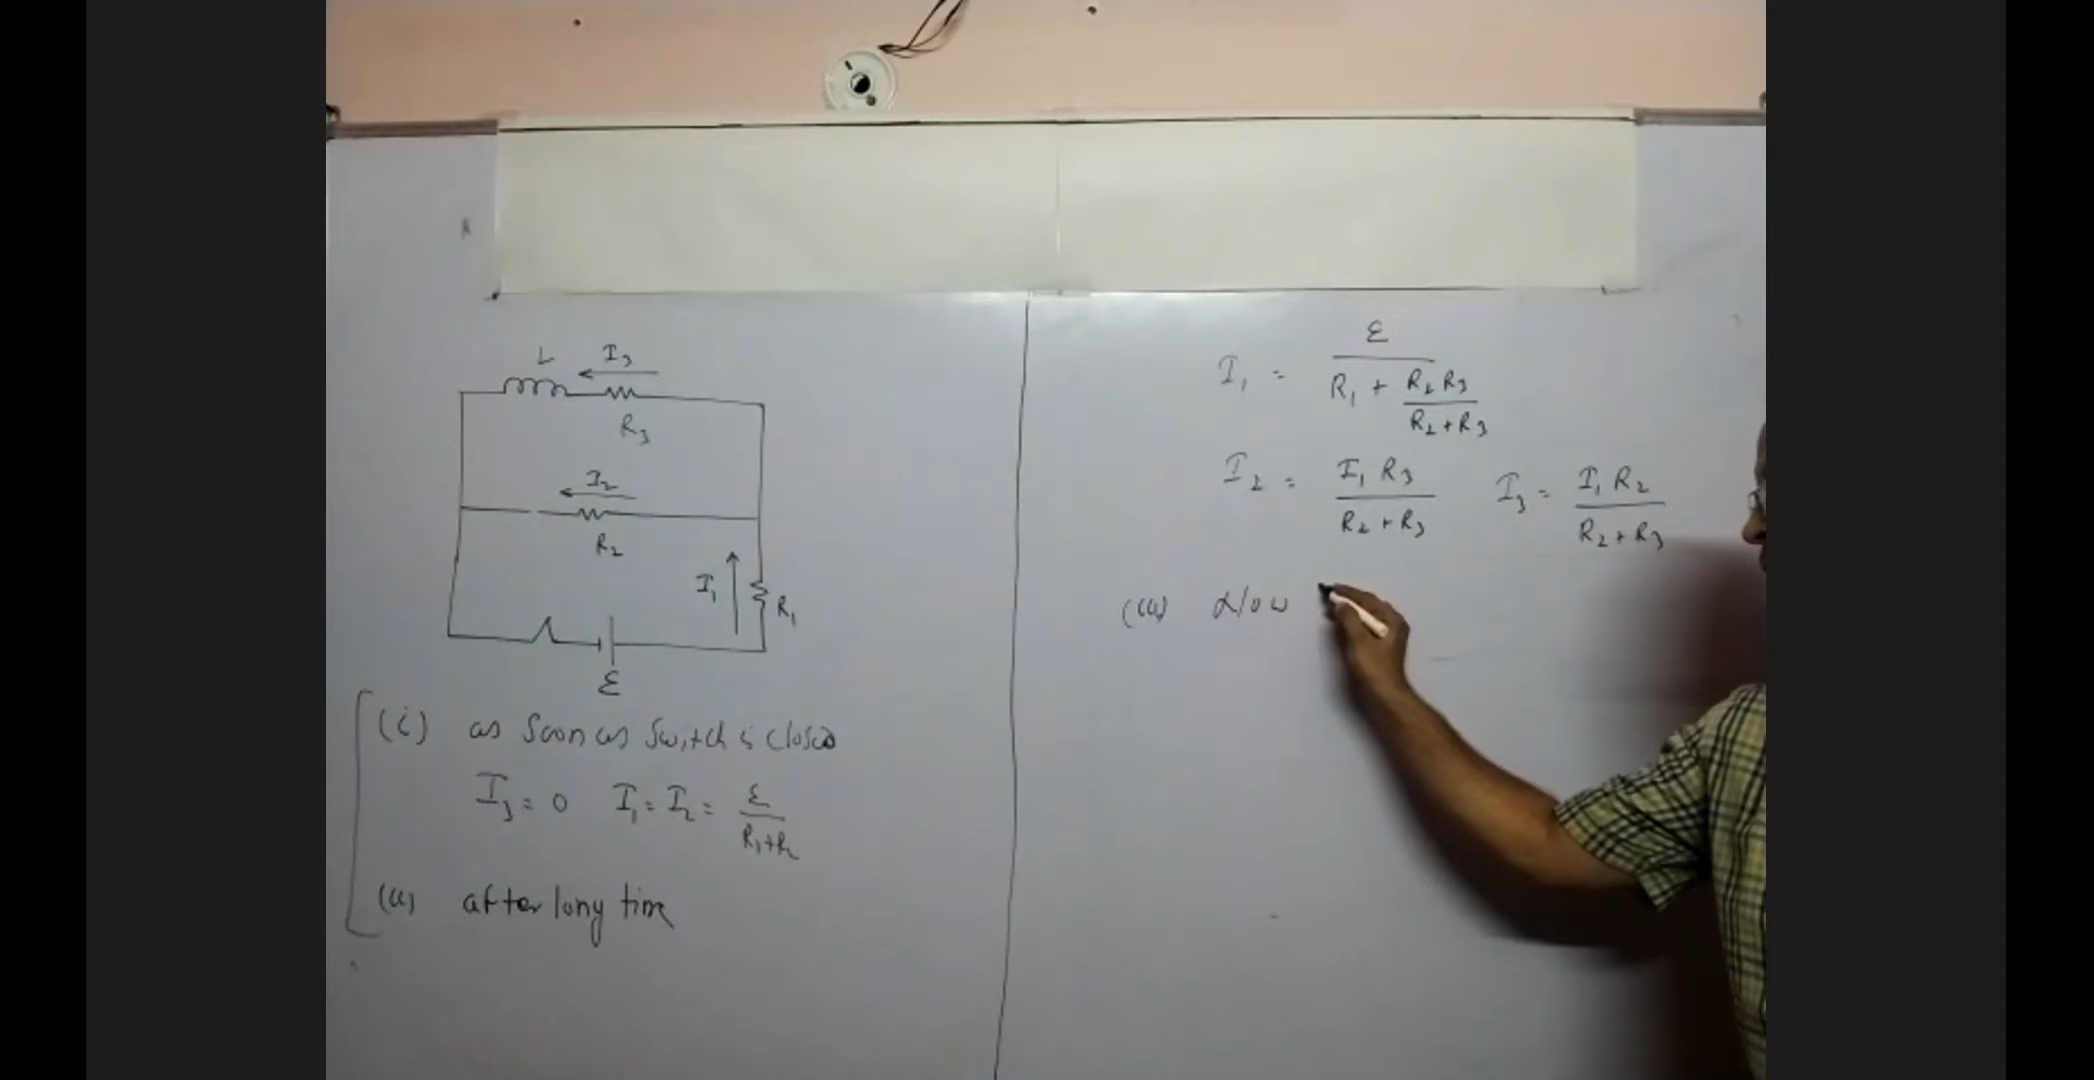 L I₃
R₃
I₂
R₂
I₁ R₁
ε
(i) as soon as switch is closed
I₃ = 0 I₁ = I₂ = ε / (R₁+R₂)
(ii) after long time
I₁ = ε / (R₁ + (R₂R₃ / (R₂+R₃)))
I₂ = I₁R₃ / (R₂+R₃) I₃ = I₁R₂ / (R₂+R₃)
(iii)